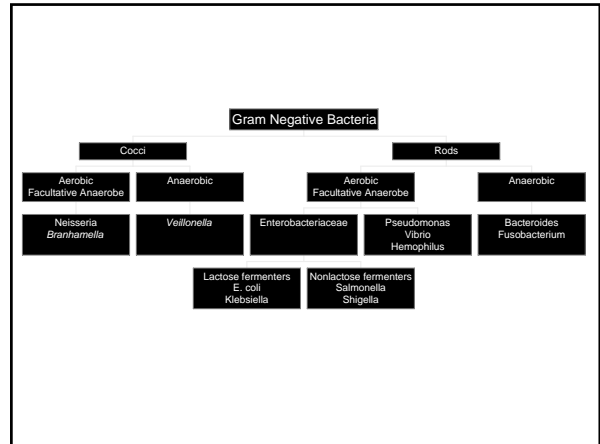 Gram Negative Bacteria
Cocci
Rods
Aerobic
Facultative Anaerobe
Anaerobic
Aerobic
Facultative Anaerobe
Anaerobic
Neisseria
Branhamella
Veillonella
Enterobacteriaceae
Pseudomonas
Vibrio
Hemophilus
Bacteroides
Fusobacterium
Lactose fermenters
E. coli
Klebsiella
Nonlactose fermenters
Salmonella
Shigella